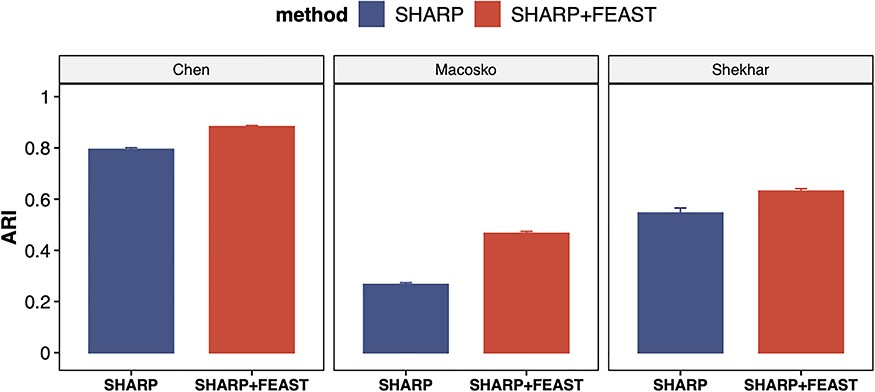 method SHARP SHARP+FEAST
Chen Macosko Shekhar
1
0.8
0.6
0.4
0.2
0
ARI
SHARP SHARP+FEAST SHARP SHARP+FEAST SHARP SHARP+FEAST